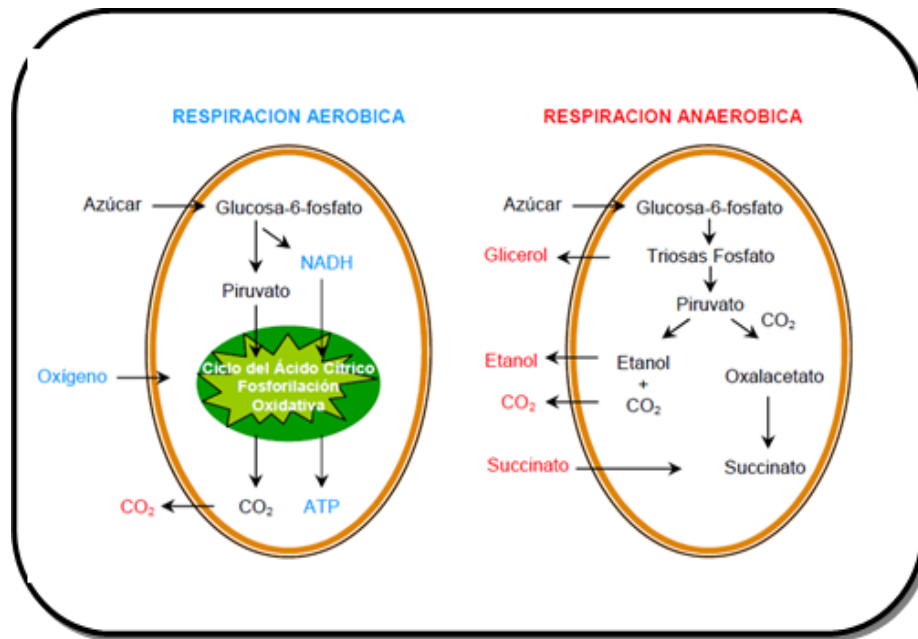 RESPIRACION AEROBICA
Azúcar
Glucosa-6-fosfato
NADH
Piruvato
Oxígeno
Ciclo del Ácido Cítrico
Fosforilación
Oxidativa
CO₂
CO₂
ATP
RESPIRACION ANAEROBICA
Azúcar
Glucosa-6-fosfato
Glicerol
Triosas Fosfato
Piruvato
CO₂
Etanol
Etanol
+
CO₂
CO₂
Oxalacetato
Succinato
Succinato